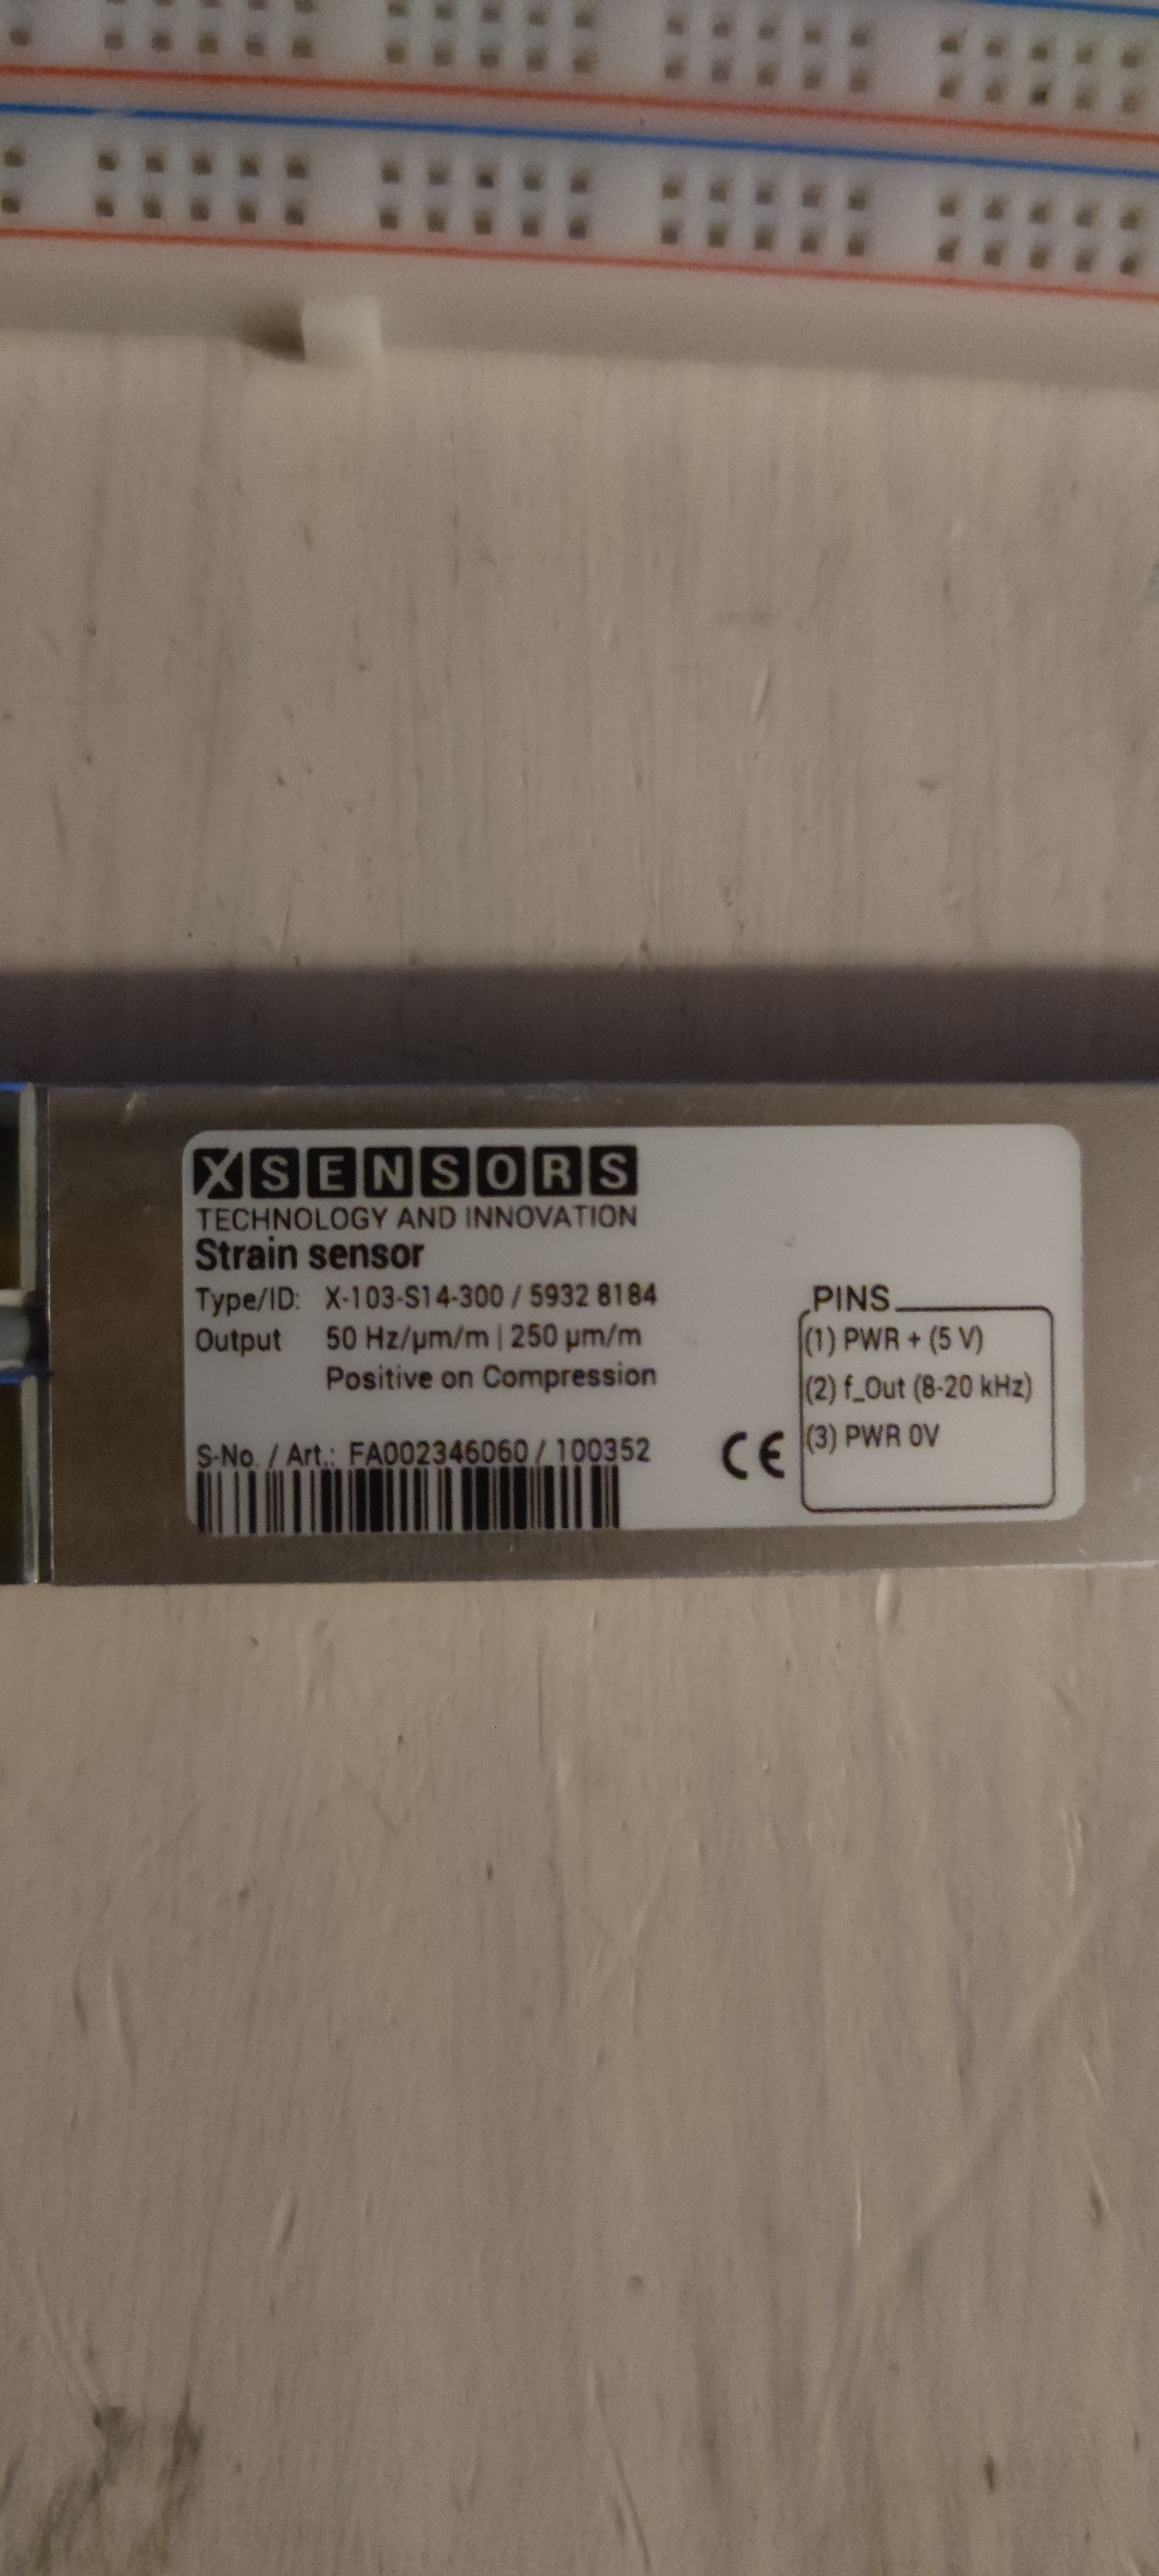 XSENSORS
TECHNOLOGY AND INNOVATION
Strain sensor
Type/ID: X-103-S14-300 / 5932 8184
Output 50 Hz/µm/m | 250 µm/m
Positive on Compression
S-No. / Art.: FA002346060 / 100352
CE
PINS
(1) PWR + (5 V)
(2) f_Out (8-20 kHz)
(3) PWR 0V